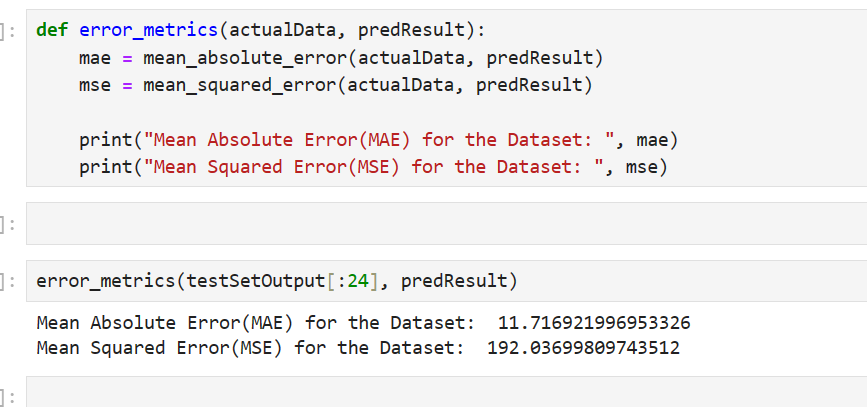 ]: def error_metrics(actualData, predResult):
mae = mean_absolute_error(actualData, predResult)
mse = mean_squared_error(actualData, predResult)
print("Mean Absolute Error(MAE) for the Dataset: ", mae)
print("Mean Squared Error(MSE) for the Dataset: ", mse)
]:
]: error_metrics(testSetOutput[:24], predResult)
Mean Absolute Error(MAE) for the Dataset:  11.716921996953326
Mean Squared Error(MSE) for the Dataset:  192.03699809743512
]: